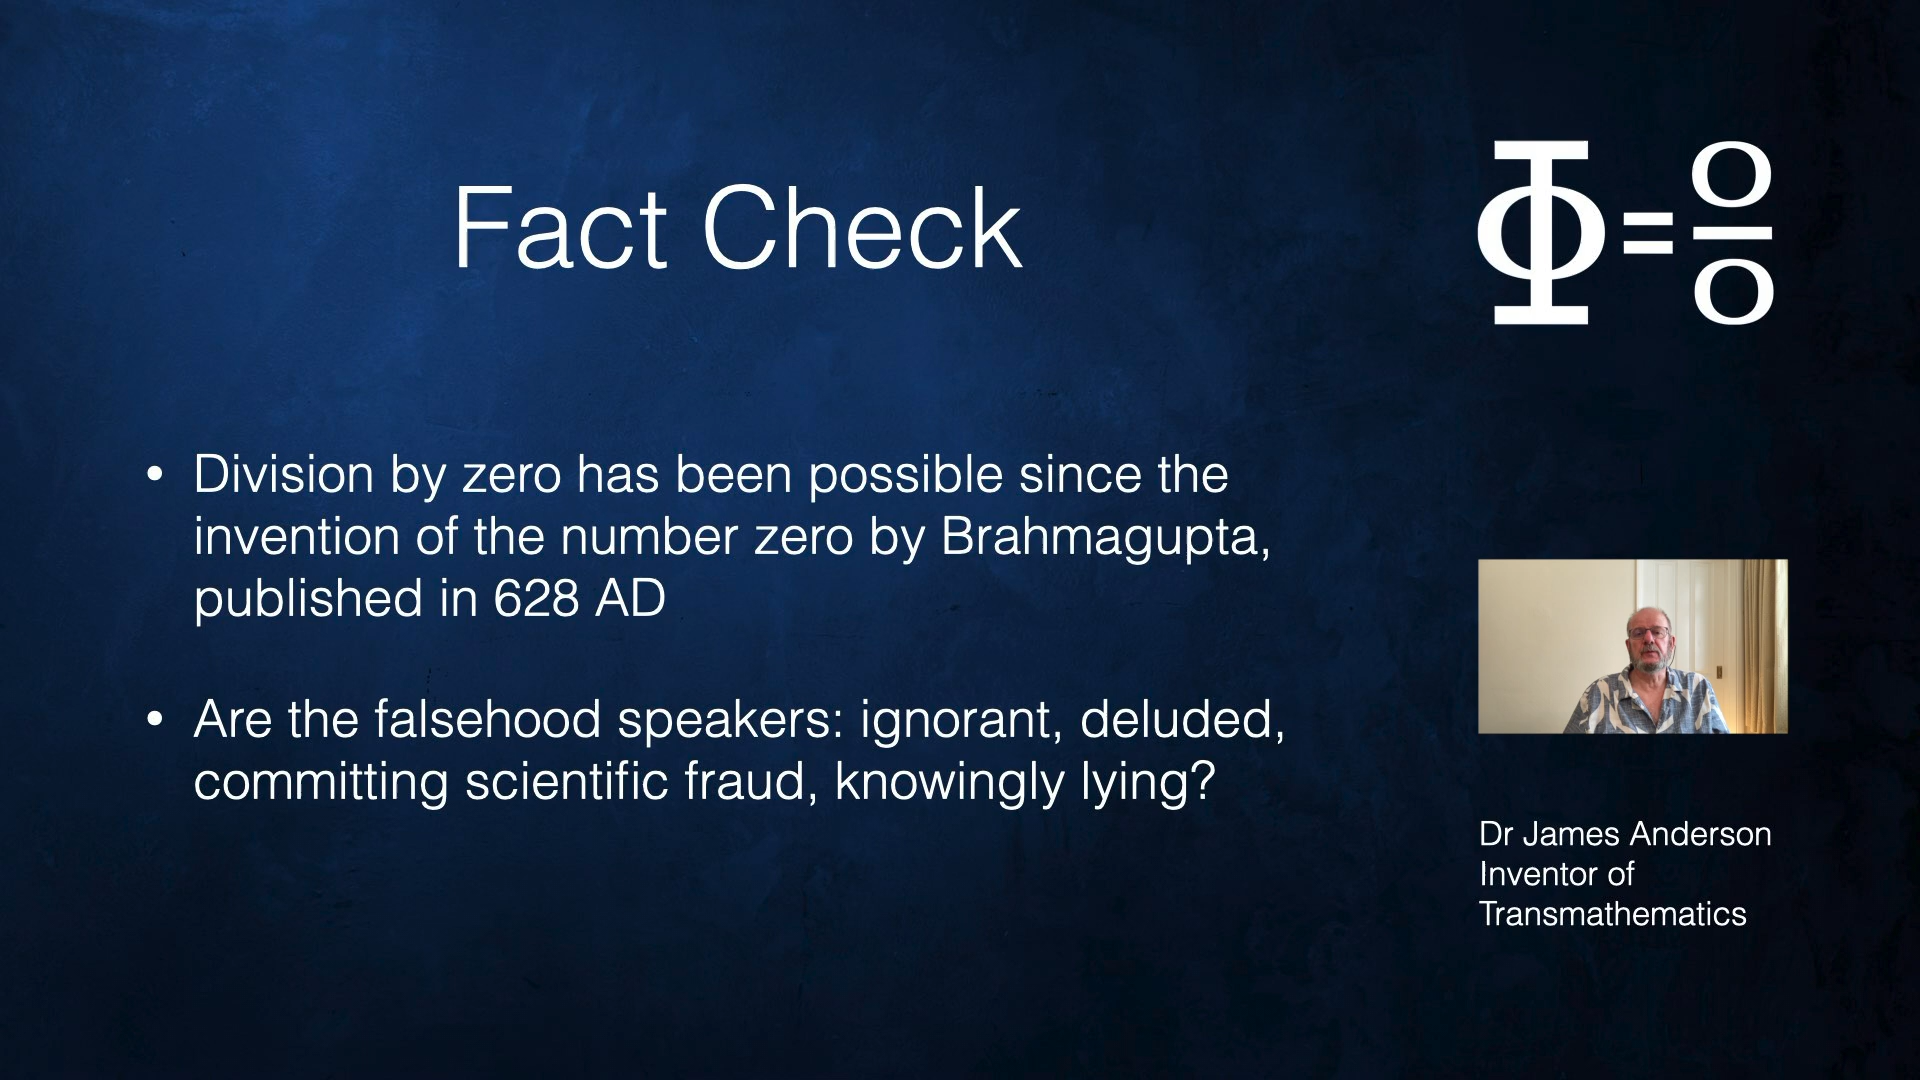 Fact Check
Φ=0/0
• Division by zero has been possible since the
invention of the number zero by Brahmagupta,
published in 628 AD
• Are the falsehood speakers: ignorant, deluded,
committing scientific fraud, knowingly lying?
Dr James Anderson
Inventor of
Transmathematics